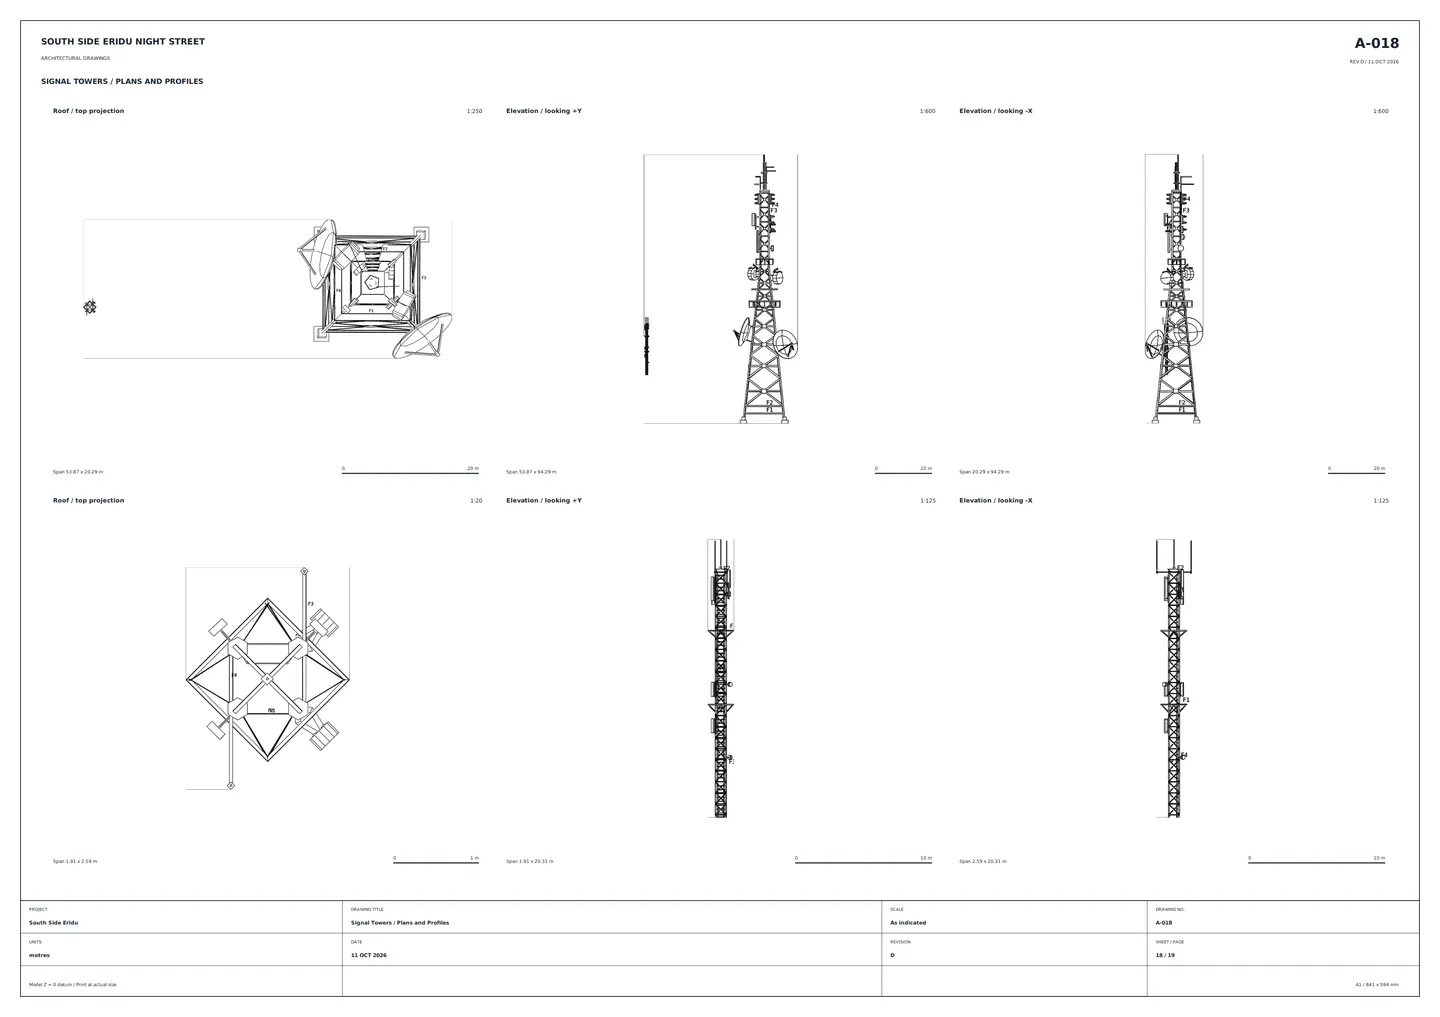 SOUTH SIDE ERIDU NIGHT STREET
A-018
ARCHITECTURAL DRAWINGS
REV D / 11 OCT 2026
SIGNAL TOWERS / PLANS AND PROFILES
Roof / top projection 1:250
Elevation / looking +Y 1:600
Elevation / looking -X 1:600
F2
F3
F4
F1
F4
F3
F2
F1
F3
F2
F1
Span 53.87 x 20.29 m
0 20 m
Span 53.87 x 94.29 m
0 20 m
Span 20.29 x 94.29 m
0 20 m
Roof / top projection 1:20
Elevation / looking +Y 1:125
Elevation / looking -X 1:125
F3
F4
F2
F1
F4
Span 1.91 x 2.59 m
0 1 m
Span 1.91 x 20.31 m
0 10 m
Span 2.59 x 20.31 m
0 10 m
PROJECT
South Side Eridu
DRAWING TITLE
Signal Towers / Plans and Profiles
SCALE
As indicated
DRAWING NO.
A-018
UNITS
metres
DATE
11 OCT 2026
REVISION
D
SHEET / PAGE
18 / 19
Model Z = 0 datum / Print at actual size
A1 / 841 x 594 mm